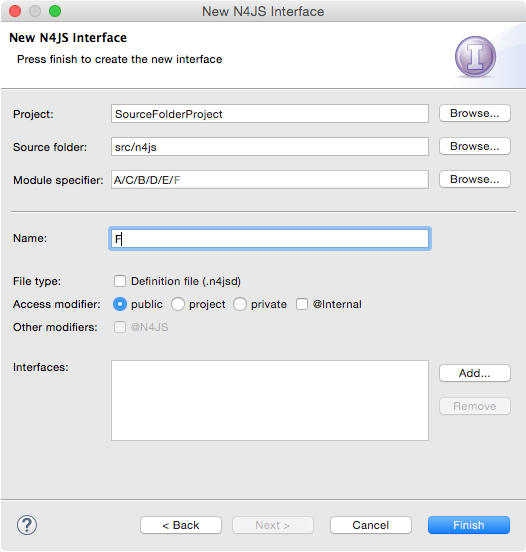 New N4JS Interface
New N4JS Interface
Press finish to create the new interface
I
Project: SourceFolderProject Browse...
Source folder: src/n4js Browse...
Module specifier: A/C/B/D/E/F Browse...
Name: F
File type: Definition file (.n4jsd)
Access modifier: public project private @Internal
Other modifiers: @N4JS
Interfaces: Add...
Remove
? < Back Next > Cancel Finish